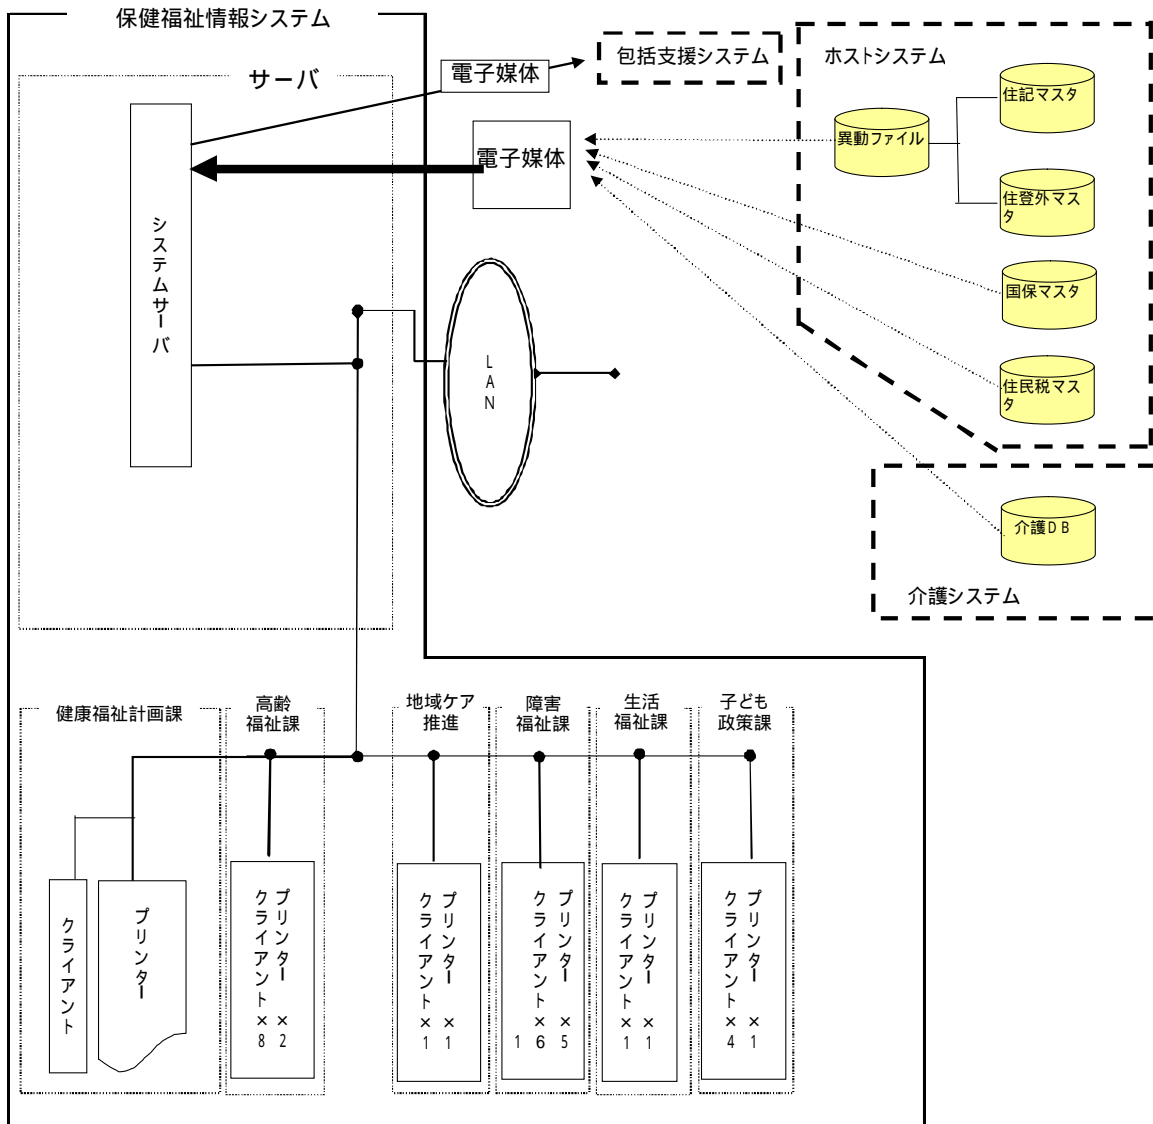 保健福祉情報システム
サーバ
電子媒体
包括支援システム
ホストシステム
住記マスタ
異動ファイル
電子媒体
住登外マス
タ
システムサーバ
国保マスタ
LAN
住民税マス
タ
介護DB
介護システム
健康福祉計画課
高齢
福祉課
地域ケア
推進
障害
福祉課
生活
福祉課
子ども
政策課
クライアント
プリンター
プリンター ×2
クライアント×8
プリンター ×1
クライアント×1
プリンター ×5
クライアント×6
1
プリンター ×1
クライアント×1
プリンター ×1
クライアント×4